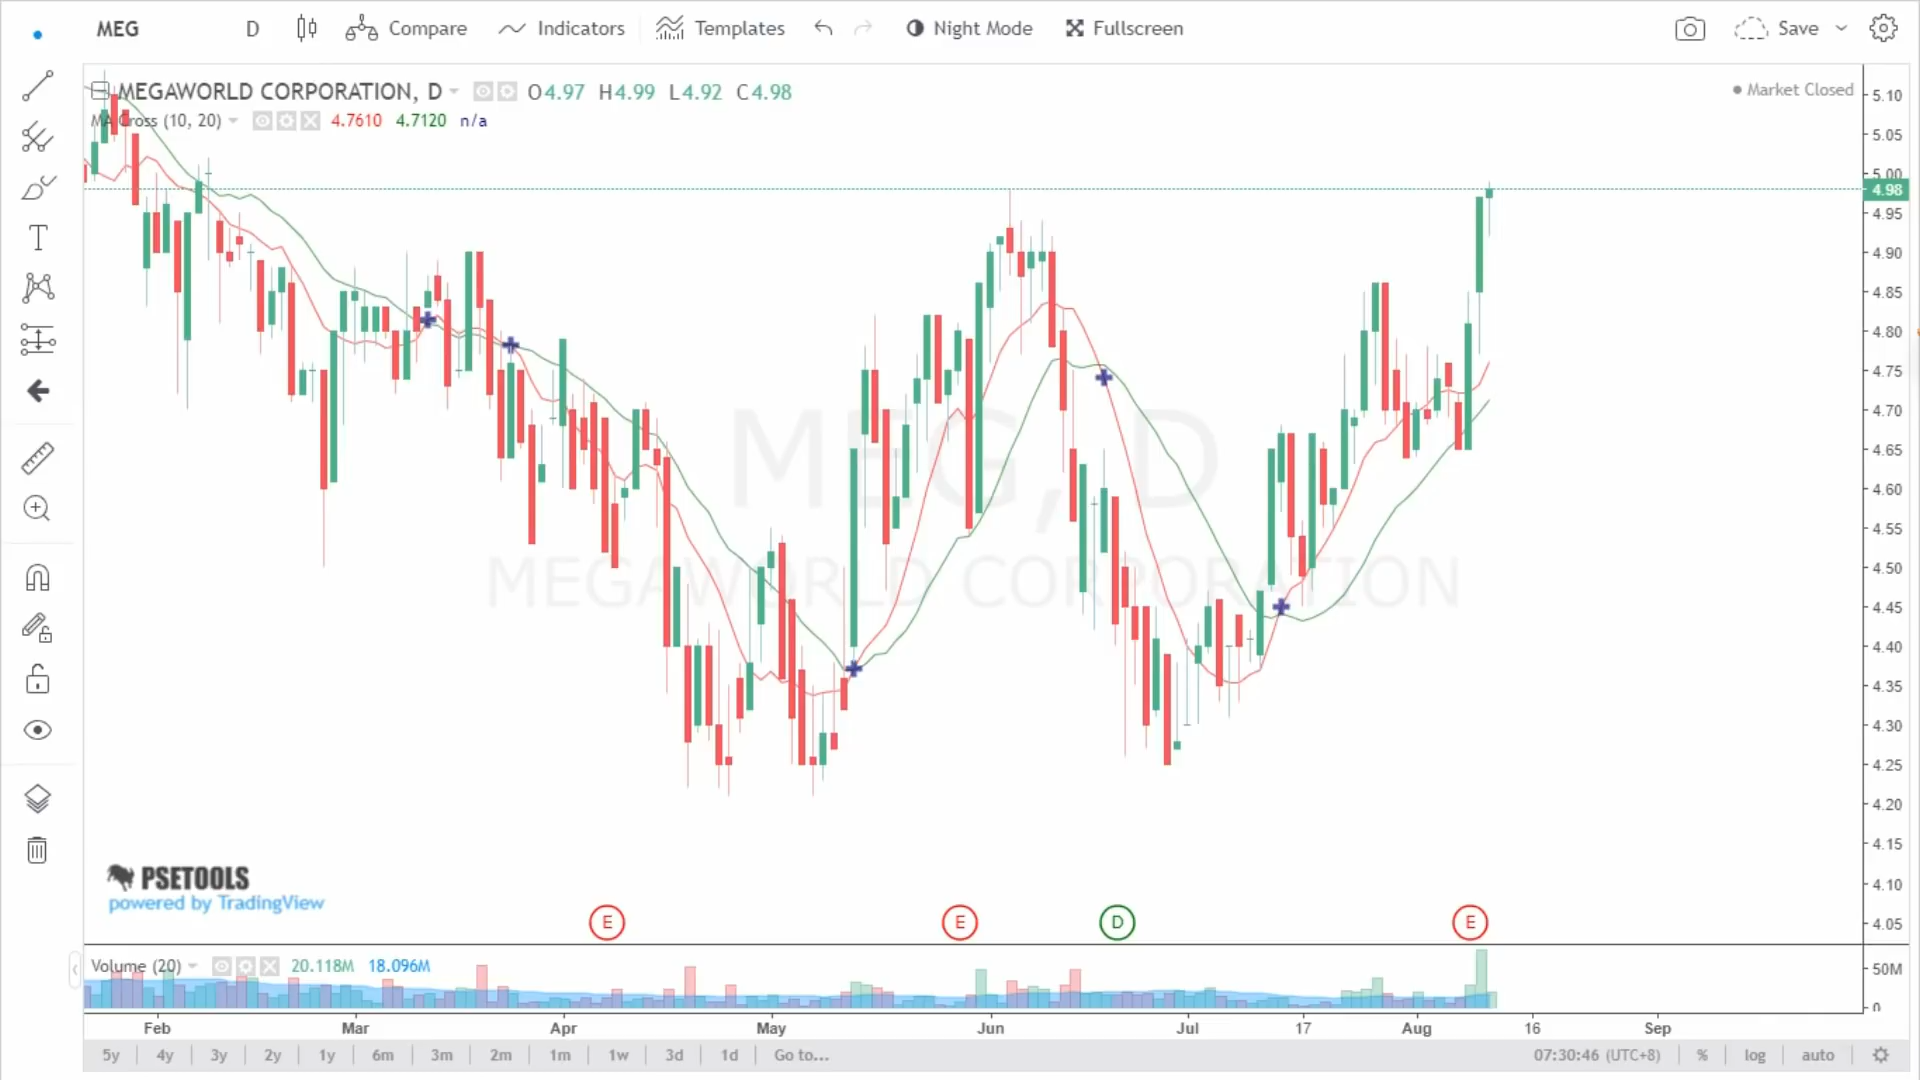 MEG D Compare Indicators Templates Night Mode Fullscreen Save
MEGAWORLD CORPORATION, D O4.97 H4.99 L4.92 C4.98
Market Closed
MA Cross (10, 20) 4.7610 4.7120 n/a
5.10
5.05
5.00
4.98
4.95
4.90
4.85
4.80
4.75
4.70
4.65
4.60
4.55
4.50
4.45
4.40
4.35
4.30
4.25
4.20
4.15
4.10
4.05
MEG, D
MEGAWORLD CORPORATION
PSETOOLS
powered by TradingView
E E D E
Volume (20) 20.118M 18.096M
50M
0
Feb Mar Apr May Jun Jul 17 Aug 16 Sep
5y 4y 3y 2y 1y 6m 3m 2m 1m 1w 3d 1d Go to... 07:30:46 (UTC+8) % log auto